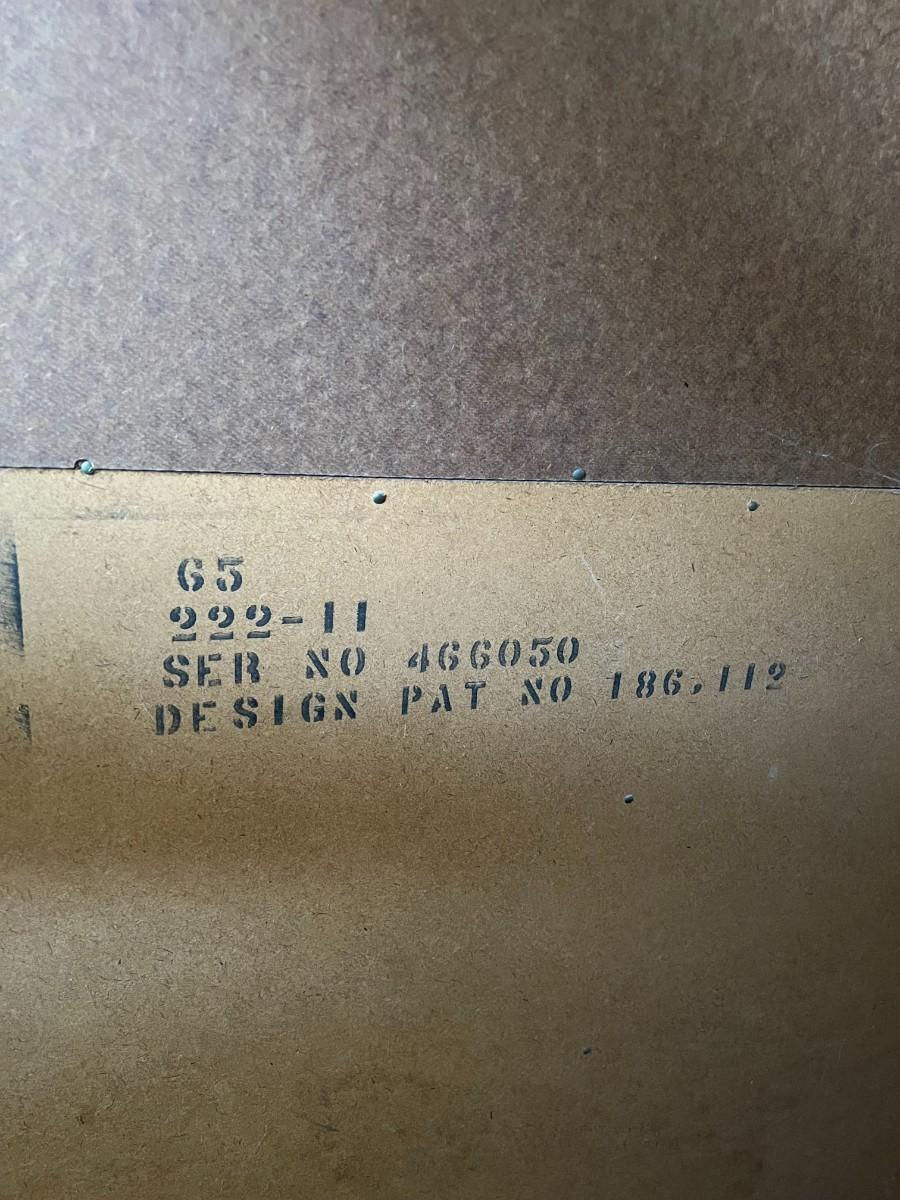 65
222-11
SER NO 466050
DESIGN PAT NO 186,112